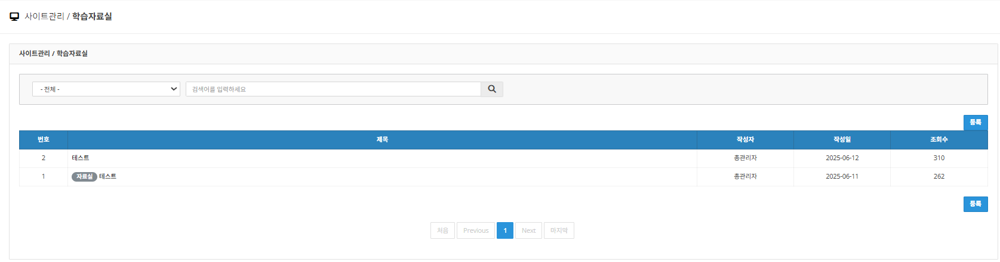 사이트관리 / 학습자료실
사이트관리 / 학습자료실
- 전체 - 검색어를 입력하세요
등록
번호 제목 작성자 작성일 조회수
2 테스트 총관리자 2025-06-12 310
1 자료실 테스트 총관리자 2025-06-11 262
등록
처음 Previous 1 Next 마지막